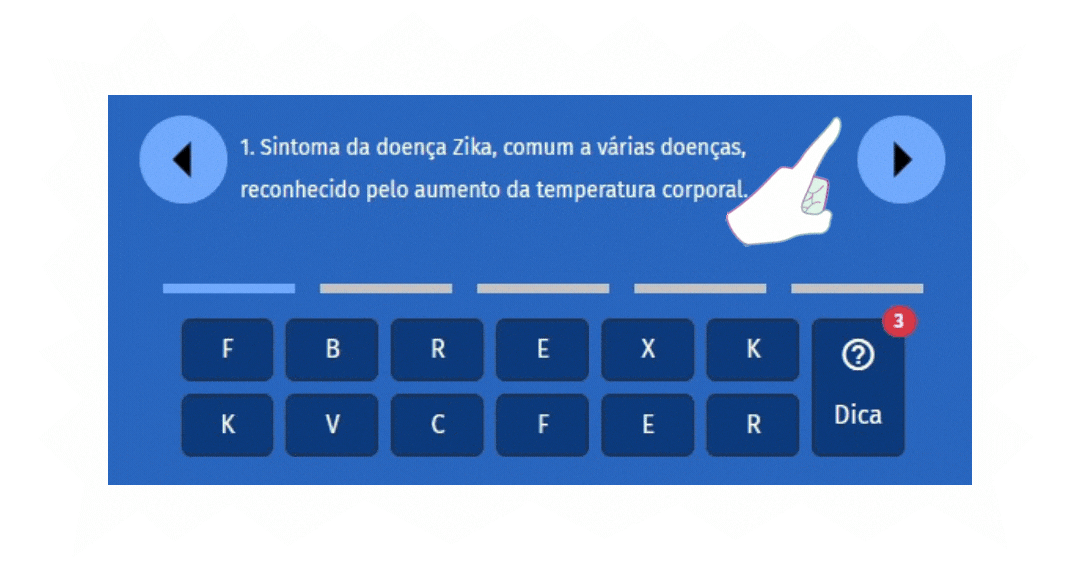 1. Sintoma da doença Zika, comum a várias doenças,
reconhecido pelo aumento da temperatura corporal.
F B R E X K
3
K V C F E R
Dica